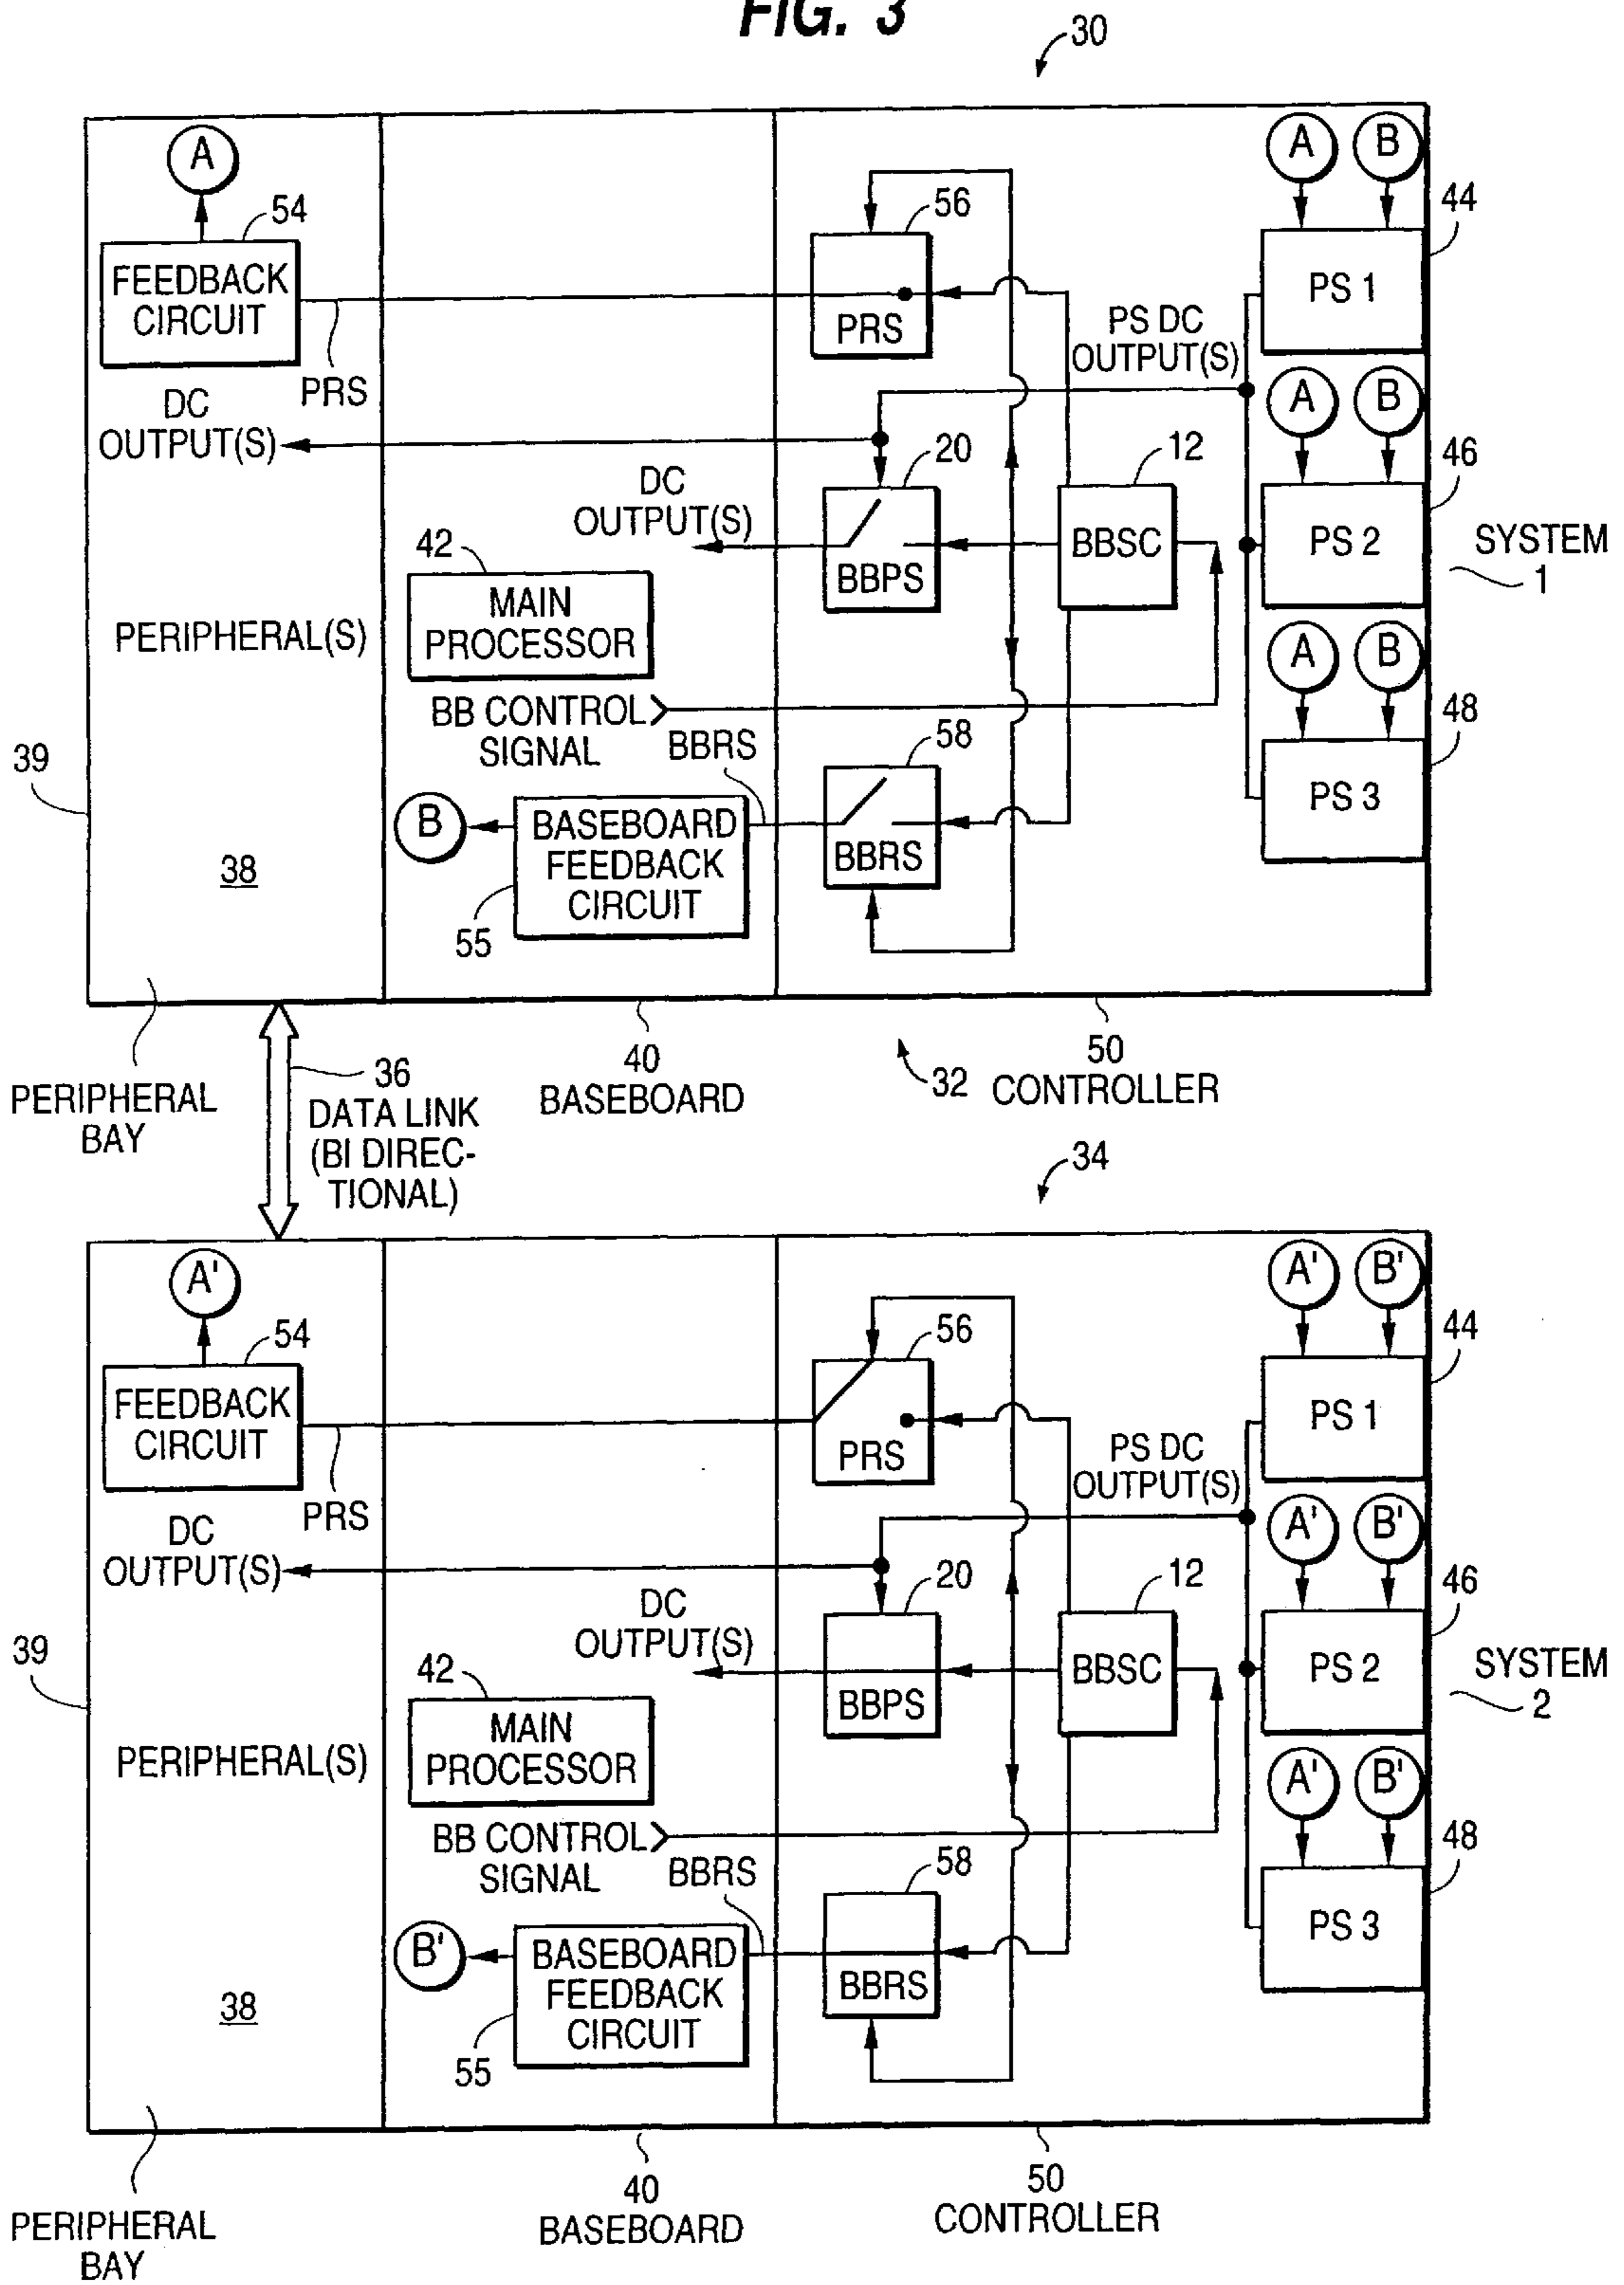 FIG. 3
30
A
A
B
54
56
44
FEEDBACK
CIRCUIT
PRS
PS 1
PS DC
OUTPUT(S)
PRS
DC
OUTPUT(S)
A
B
20
12
46
DC
OUTPUT(S)
42
BBPS
BBSC
PS 2
SYSTEM
1
MAIN
PROCESSOR
PERIPHERAL(S)
A
B
BB CONTROL
SIGNAL
BBRS
58
48
39
B
BASEBOARD
FEEDBACK
CIRCUIT
BBRS
PS 3
38
55
36
DATA LINK
(BI DIREC-
TIONAL)
40
BASEBOARD
32
50
CONTROLLER
PERIPHERAL
BAY
34
A'
A'
B'
54
56
44
FEEDBACK
CIRCUIT
PRS
PS 1
PS DC
OUTPUT(S)
PRS
DC
OUTPUT(S)
A'
B'
20
12
46
DC
OUTPUT(S)
39
42
BBPS
BBSC
PS 2
SYSTEM
2
MAIN
PROCESSOR
PERIPHERAL(S)
A'
B'
BB CONTROL
SIGNAL
BBRS
58
48
B'
BASEBOARD
FEEDBACK
CIRCUIT
BBRS
PS 3
38
55
40
BASEBOARD
50
CONTROLLER
PERIPHERAL
BAY